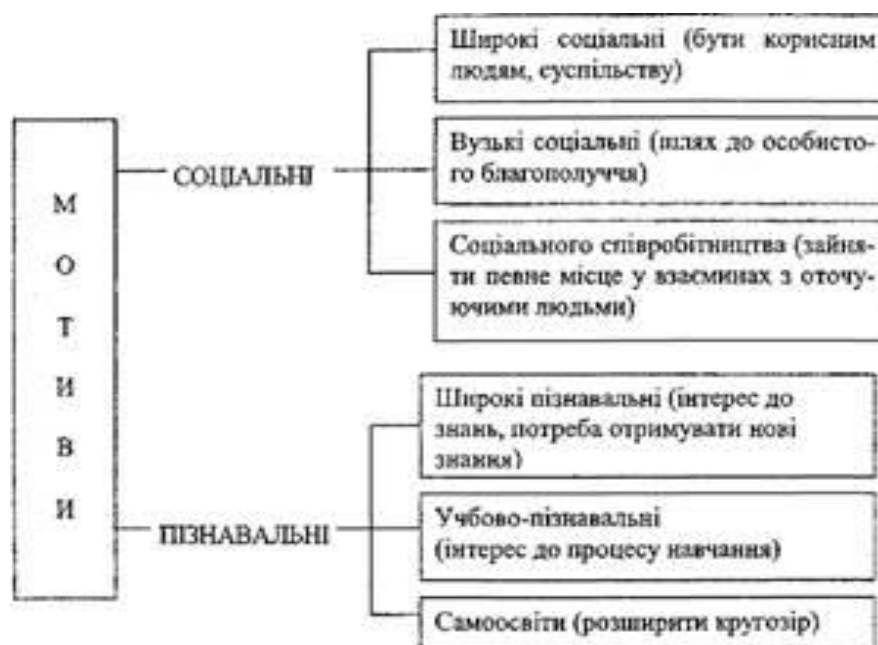 МОТИВИ
СОЦІАЛЬНІ
Широкі соціальні (бути корисним
людям, єуспільству)
Вузькі соціальні (шлях до особисто-
го благополуччя)
Соціального співробітництва (зайня-
ти певне місце у взаєминах з оточу-
ючими людьми)
ПІЗНАВАЛЬНІ
Широкі пізнавальні (інтерес до
знань, потреба отримувати нові
знання)
Учбово-пізнавальні
(інтерес до процесу навчання)
Самоосвіти (розширити кругозір)